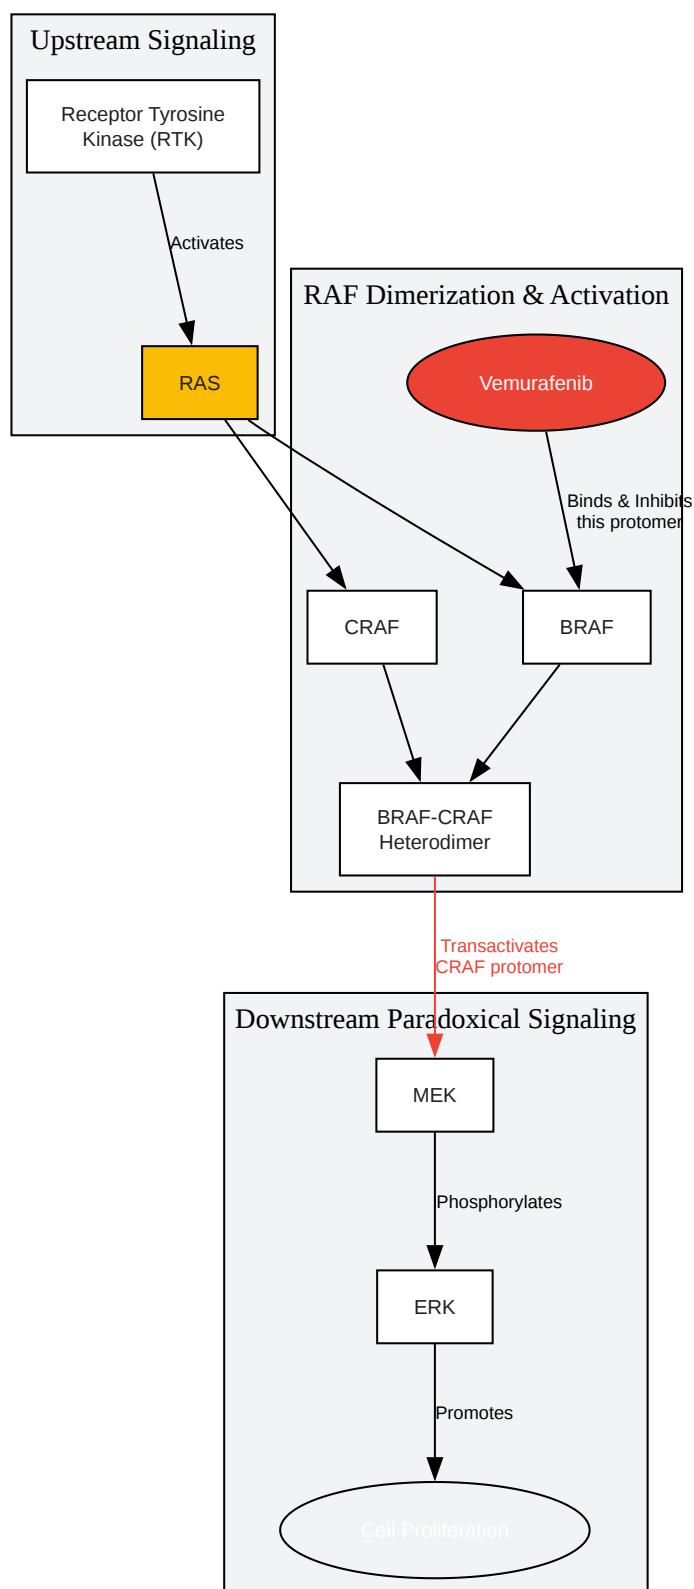 Upstream Signaling
Receptor Tyrosine
Kinase (RTK)
Activates
RAS
RAF Dimerization & Activation
Vemurafenib
Binds & Inhibits
this protomer
CRAF
BRAF
BRAF-CRAF
Heterodimer
Transactivates
CRAF protomer
Downstream Paradoxical Signaling
MEK
Phosphorylates
ERK
Promotes
Cell Proliferation